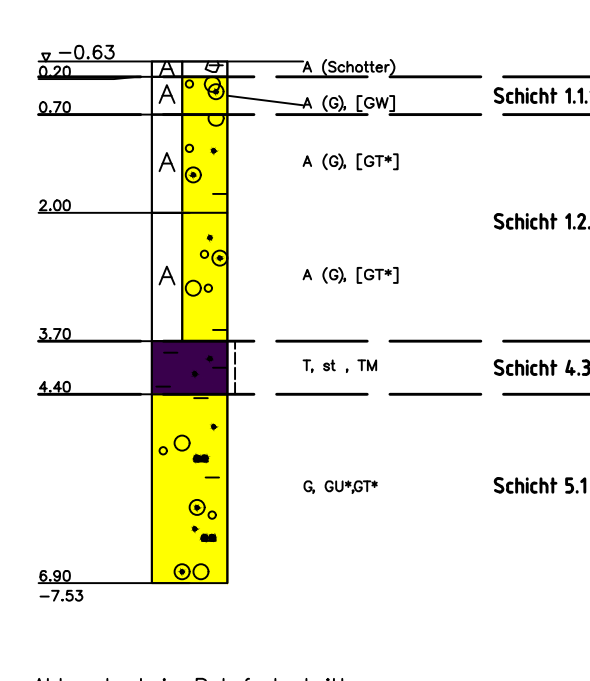 −0.63
A A (Schotter)
0.20
A A (G), [GW] Schicht 1.1.
0.70
A A (G), [GT*]
2.00 Schicht 1.2.
A A (G), [GT*]
3.70
T, st , TM Schicht 4.3
4.40
G, GU*,GT* Schicht 5.1
6.90
−7.53